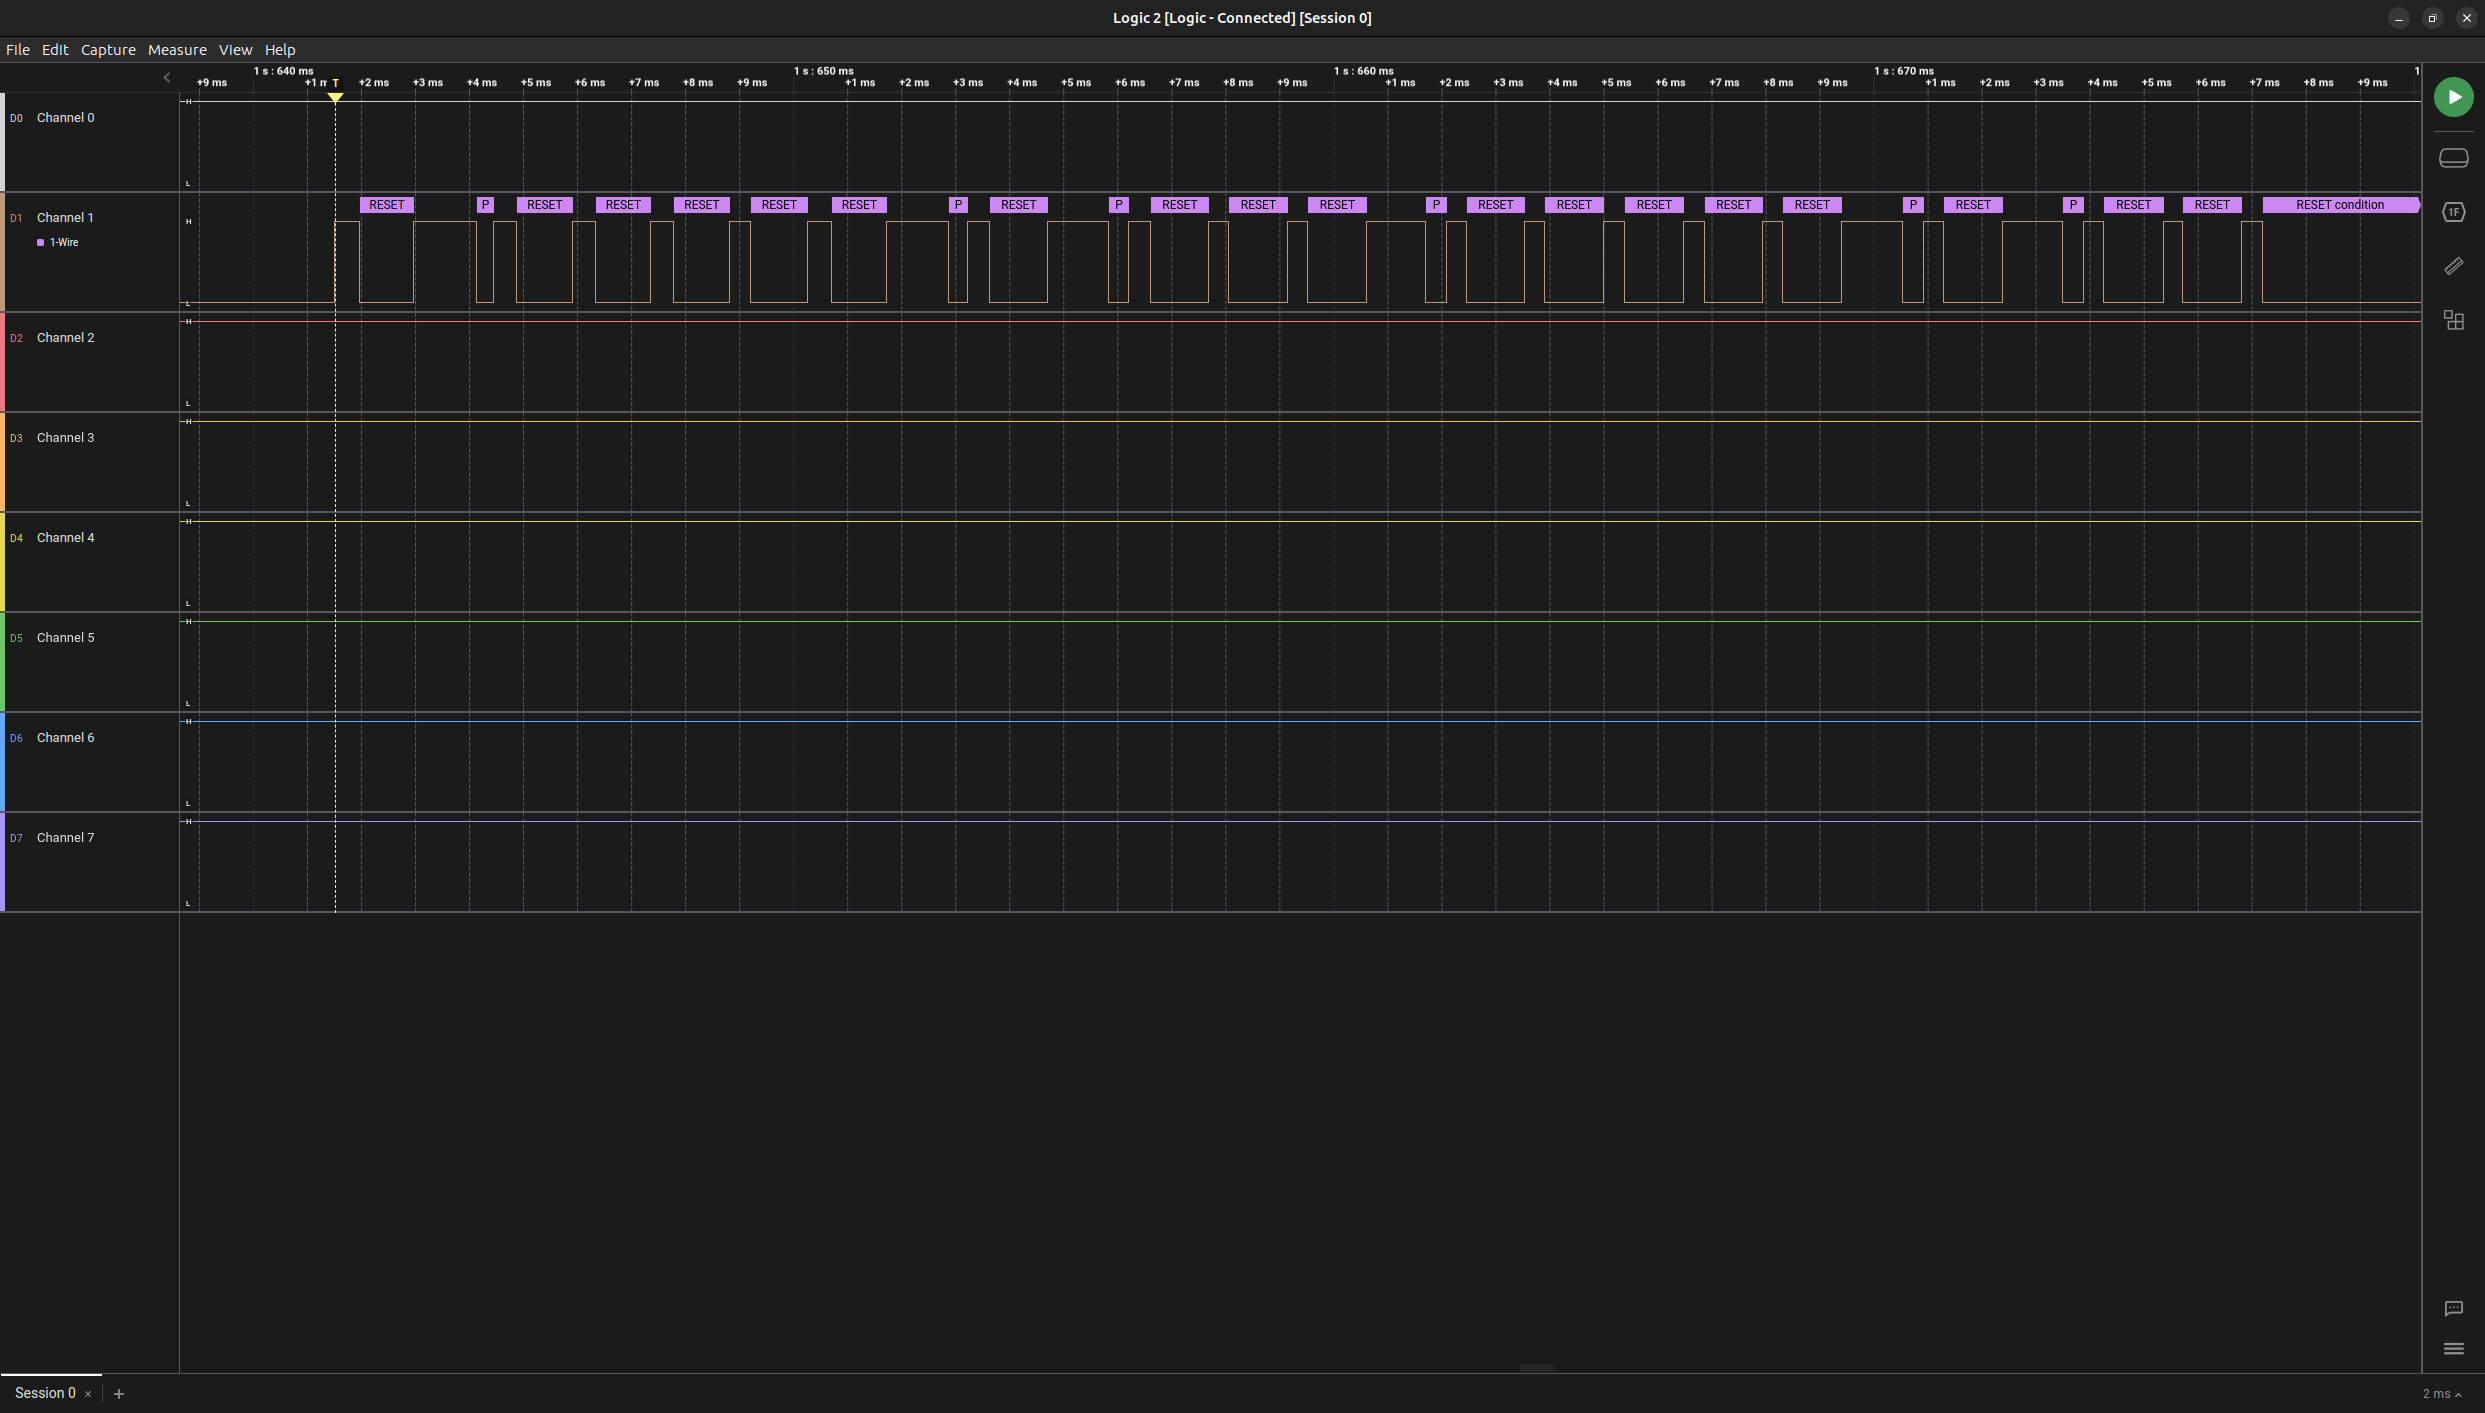 Logic 2 [Logic - Connected] [Session 0]
File Edit Capture Measure View Help
1 s : 640 ms 1 s : 650 ms 1 s : 660 ms 1 s : 670 ms 1
+9 ms +1 m T +2 ms +3 ms +4 ms +5 ms +6 ms +7 ms +8 ms +9 ms +1 ms +2 ms +3 ms +4 ms +5 ms +6 ms +7 ms +8 ms +9 ms +1 ms +2 ms +3 ms +4 ms +5 ms +6 ms +7 ms +8 ms +9 ms +1 ms +2 ms +3 ms +4 ms +5 ms +6 ms +7 ms +8 ms +9 ms
H
D0 Channel 0
L
RESET P RESET RESET RESET RESET RESET P RESET P RESET RESET RESET P RESET RESET RESET RESET RESET P RESET P RESET RESET RESET condition
D1 Channel 1 H
1-Wire
L
H
D2 Channel 2
L
H
D3 Channel 3
L
H
D4 Channel 4
L
H
D5 Channel 5
L
H
D6 Channel 6
L
H
D7 Channel 7
L
1F
Session 0 × +
2 ms